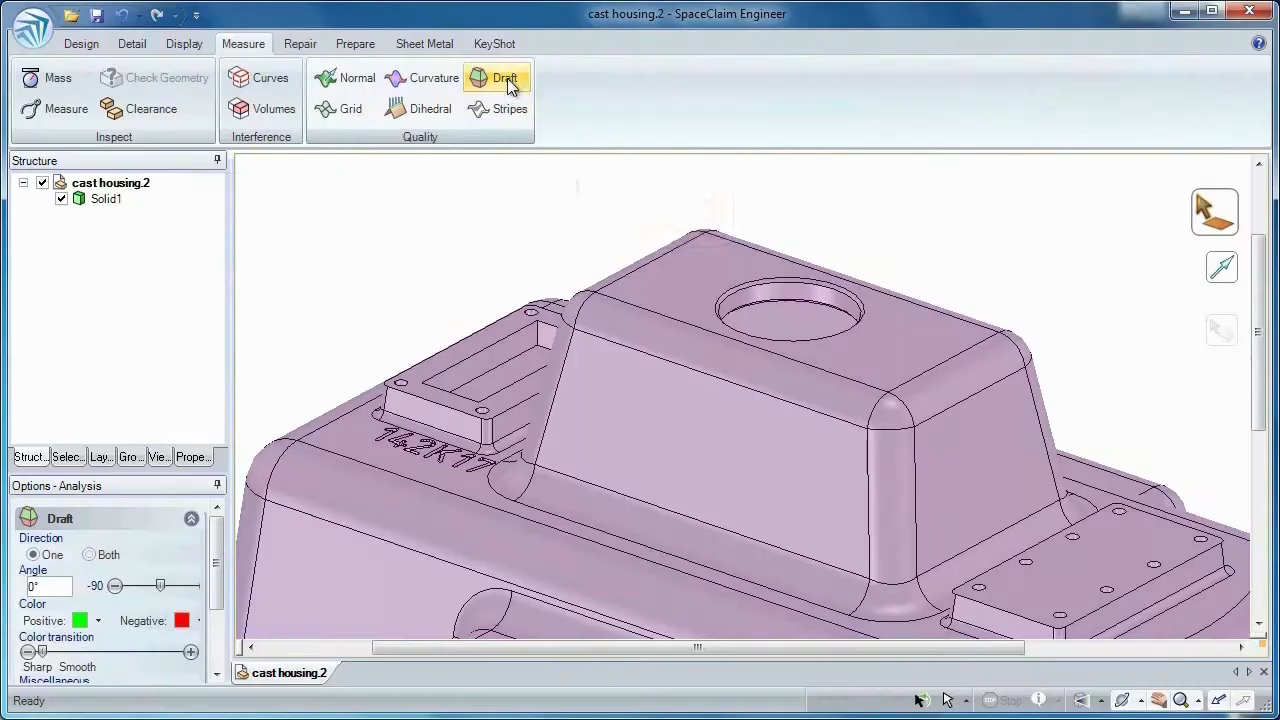 cast housing.2 - SpaceClaim Engineer
Design Detail Display Measure Repair Prepare Sheet Metal KeyShot
Mass Check Geometry Curves Normal Curvature Draft
Measure Clearance Volumes Grid Dihedral Stripes
Inspect Interference Quality
Structure
cast housing.2
Solid1
142K17
Struct... Selec... Lay... Gro... Vie... Prope...
Options - Analysis
Draft
Direction
One Both
Angle
0° -90
Color
Positive: Negative:
Color transition
Sharp Smooth
Miscellaneous
cast housing.2
Ready Stop